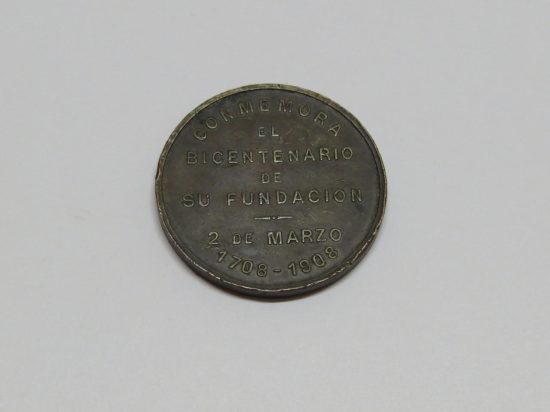 CONMEMORA
EL
BICENTENARIO
DE
SU FUNDACION
2 DE MARZO
1708-1908